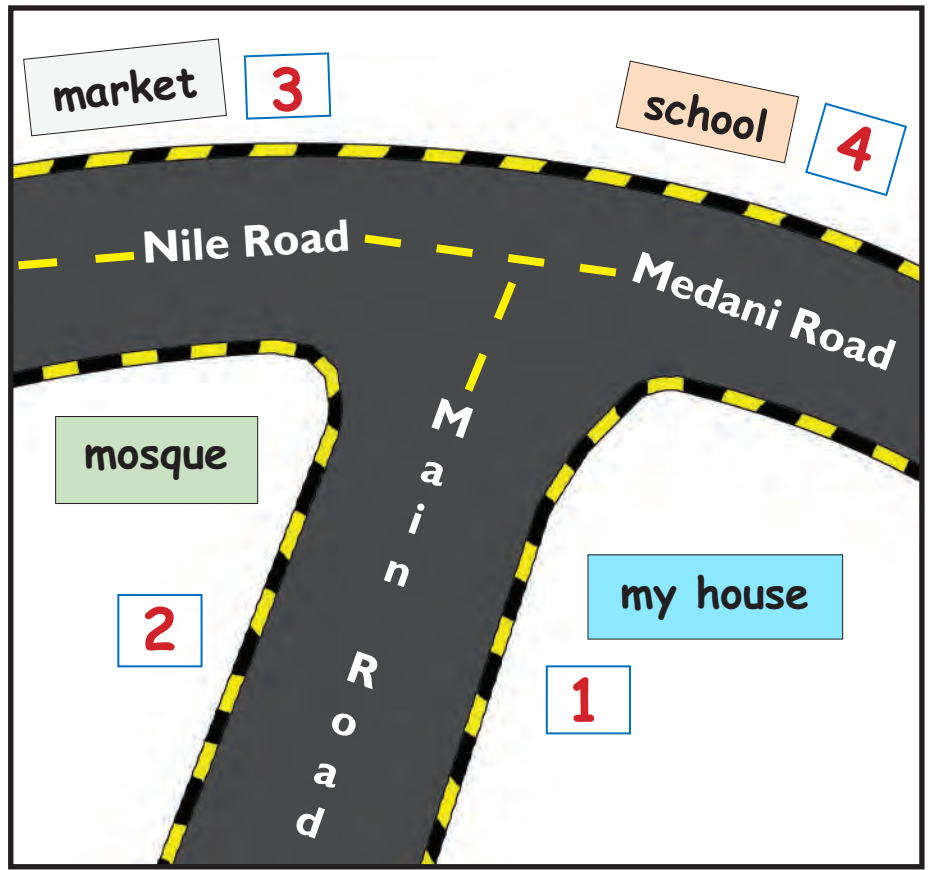 market
3
school
4
Nile Road
Medani Road
Main Road
mosque
my house
2
1